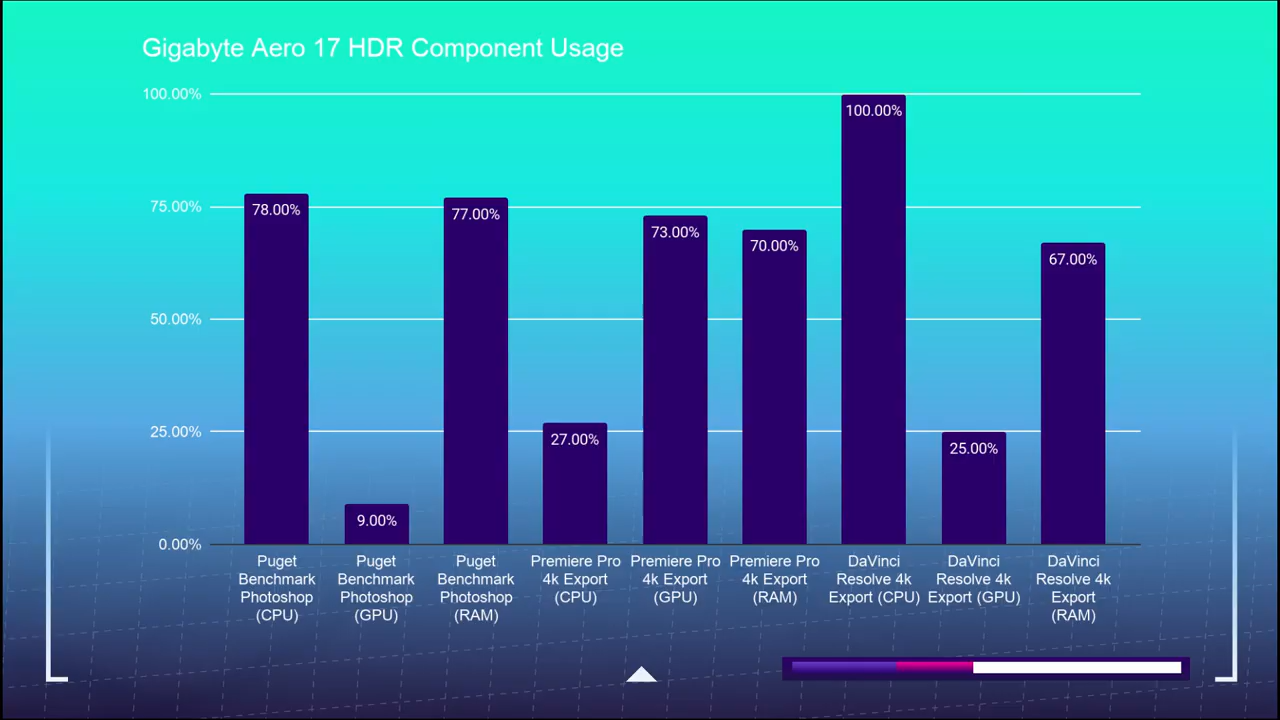 Gigabyte Aero 17 HDR Component Usage
100.00%
75.00%
50.00%
25.00%
0.00%
78.00%
9.00%
77.00%
27.00%
73.00%
70.00%
100.00%
25.00%
67.00%
Puget
Benchmark
Photoshop
(CPU)
Puget
Benchmark
Photoshop
(GPU)
Puget
Benchmark
Photoshop
(RAM)
Premiere Pro
4k Export
(CPU)
Premiere Pro
4k Export
(GPU)
Premiere Pro
4k Export
(RAM)
DaVinci
Resolve 4k
Export (CPU)
DaVinci
Resolve 4k
Export (GPU)
DaVinci
Resolve 4k
Export
(RAM)